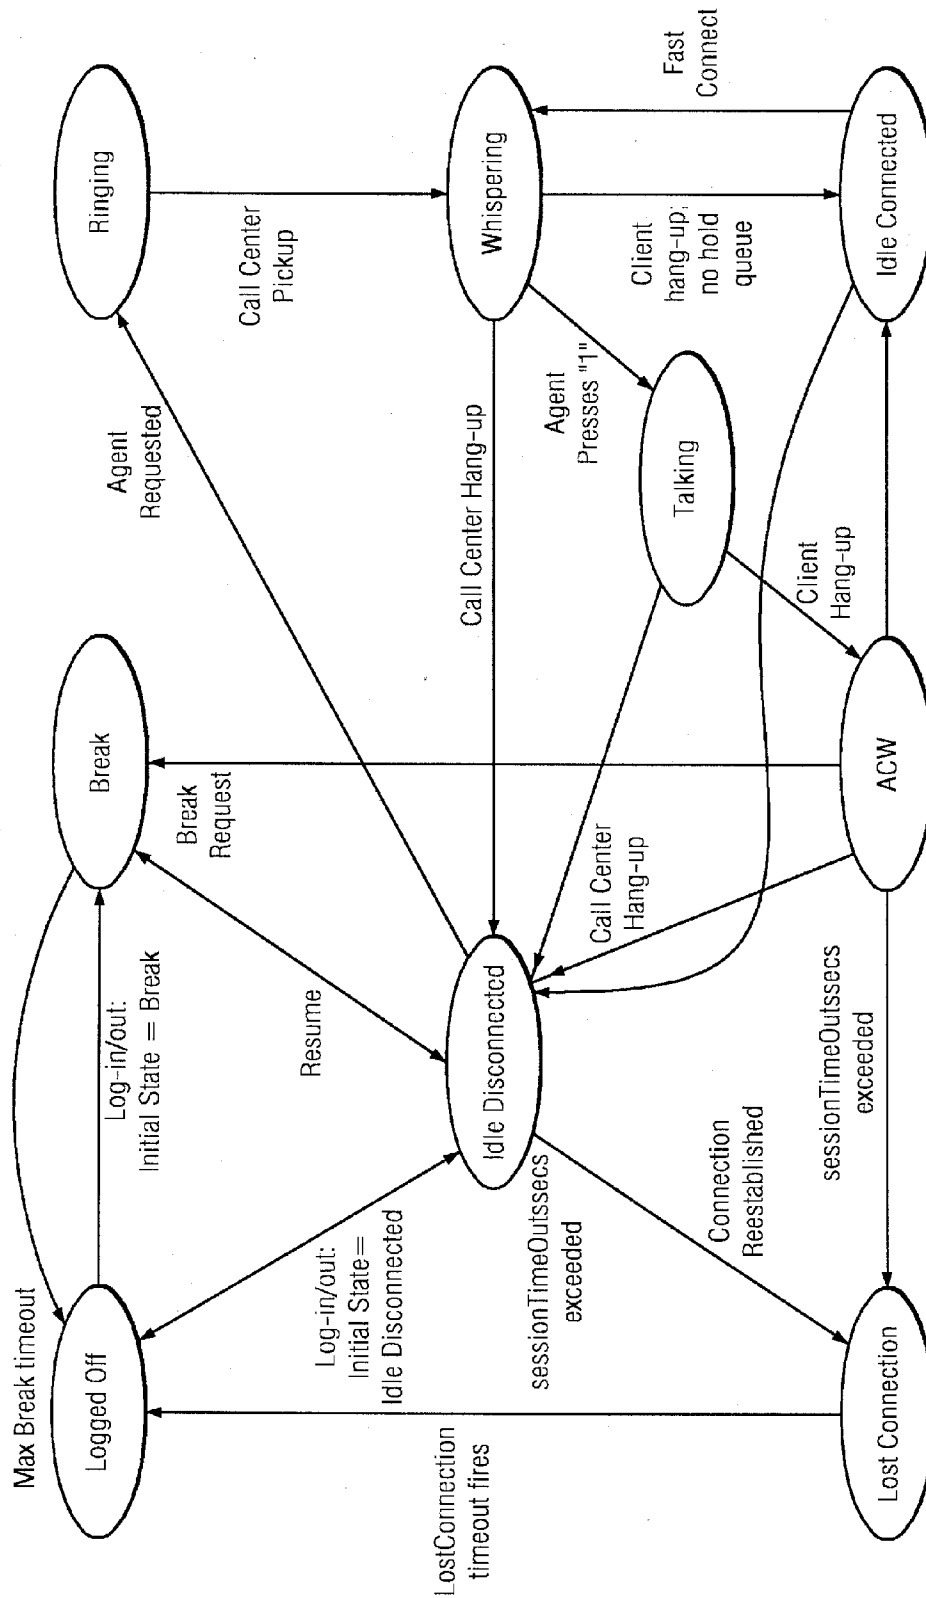 Max Break timeout
Logged Off
Log-in/out:
Initial State = Break
Break
Break
Request
Agent
Requested
Ringing
Call Center
Pickup
Resume
Log-in/out:
Initial State=
Idle Disconnected
LostConnection
timeout fires
Idle Disconnected
Call Center Hang-up
Whispering
sessionTimeOutssecs
exceeded
Connection
Reestablished
Call Center
Hang-up
Agent
Presses "1"
Talking
Client
hang-up;
no hold
queue
Fast
Connect
Client
Hang-up
Lost Connection
sessionTimeOutssecs
exceeded
ACW
Idle Connected